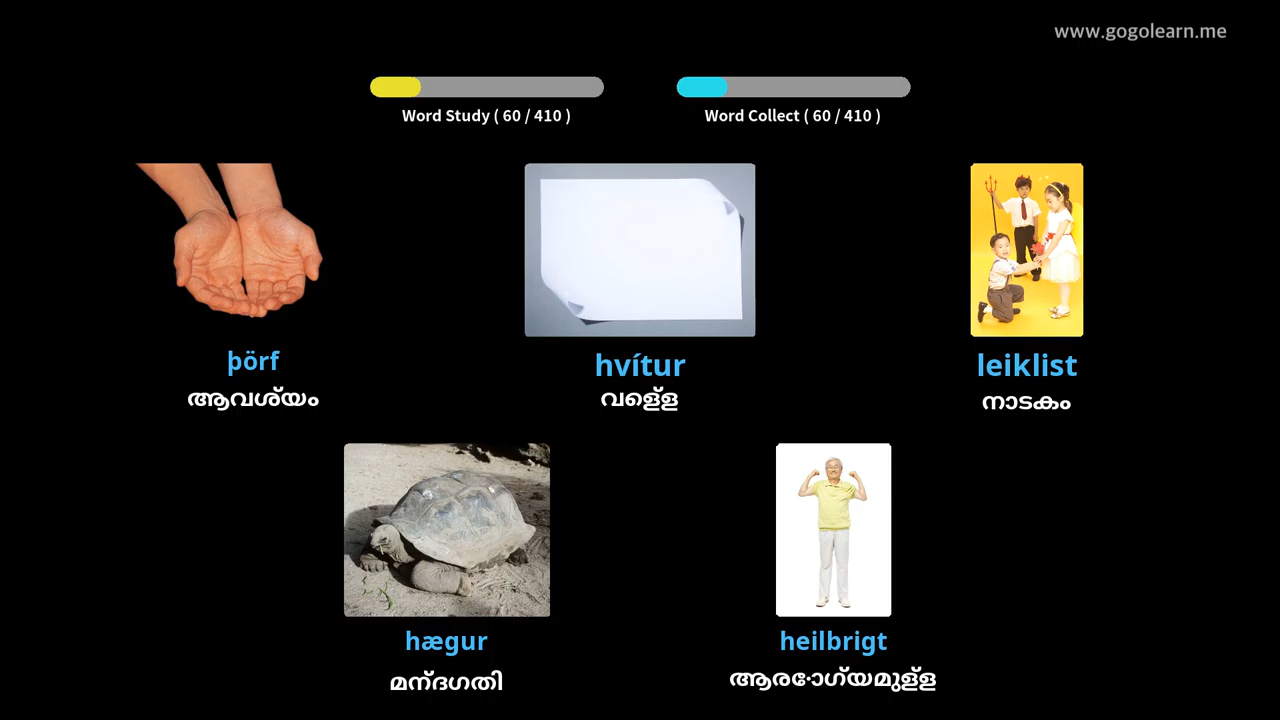 www.gogolearn.me
Word Study ( 60 / 410 )
Word Collect ( 60 / 410 )
þörf
ആവശ്യം
hvítur
വെള്ള
leiklist
നാടകം
hægur
മന്ദഗതി
heilbrigt
ആരോഗ്യമുള്ള